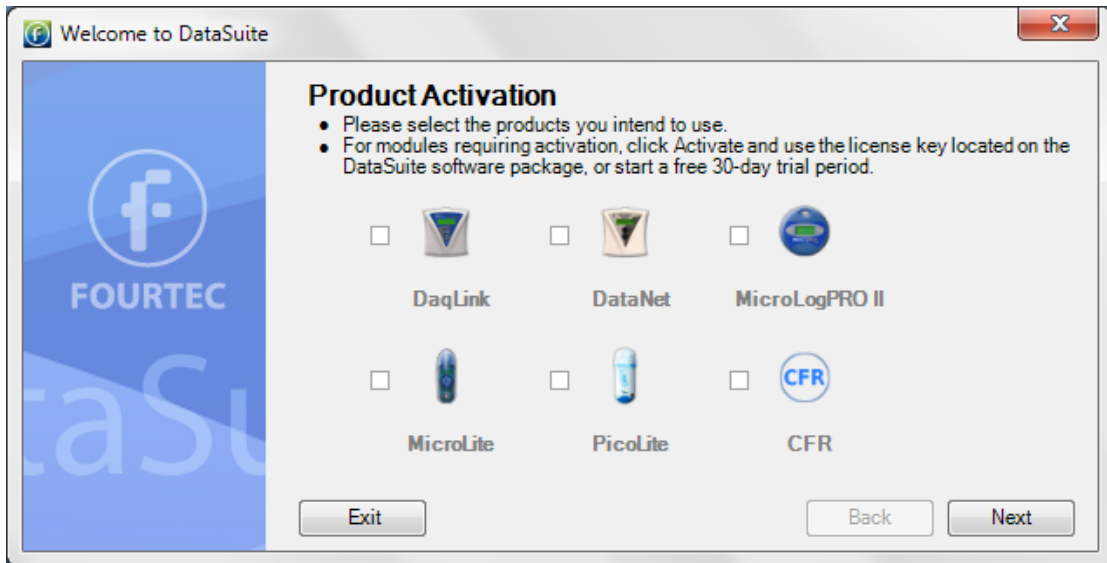 Welcome to DataSuite
Product Activation
● Please select the products you intend to use.
● For modules requiring activation, click Activate and use the license key located on the
DataSuite software package, or start a free 30-day trial period.
FOURTEC
taSu
DaqLink DataNet MicroLogPRO II
CFR
MicroLite PicoLite CFR
Exit Back Next